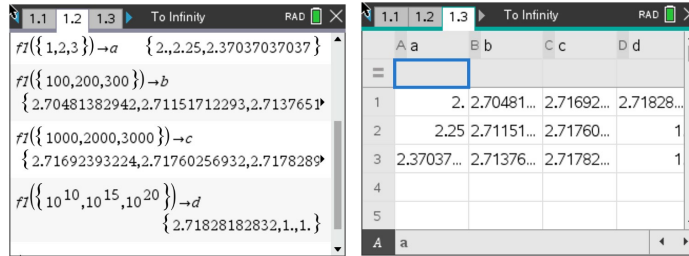 1.1 1.2 1.3 To Infinity RAD
f1({1,2,3})→a {2.,2.25,2.37037037037}
f1({100,200,300})→b
{2.70481382942,2.71151712293,2.7137651
f1({1000,2000,3000})→c
{2.71692393224,2.71760256932,2.7178289
f1({10^10,10^15,10^20})→d
{2.71828182832,1.,1.}
1.1 1.2 1.3 To Infinity RAD
A a B b C c D d
=
1 2. 2.70481... 2.71692... 2.71828...
2 2.25 2.71151... 2.71760... 1
3 2.37037... 2.71376... 2.71782... 1
4
5
A a